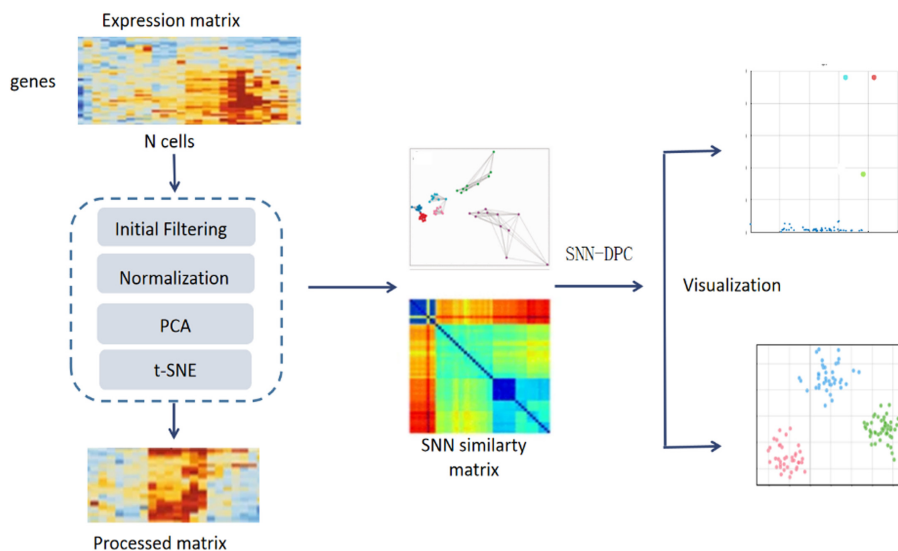 Expression matrix
genes
N cells
Initial Filtering
Normalization
PCA
t-SNE
Processed matrix
SNN similarty
matrix
SNN-DPC
Visualization